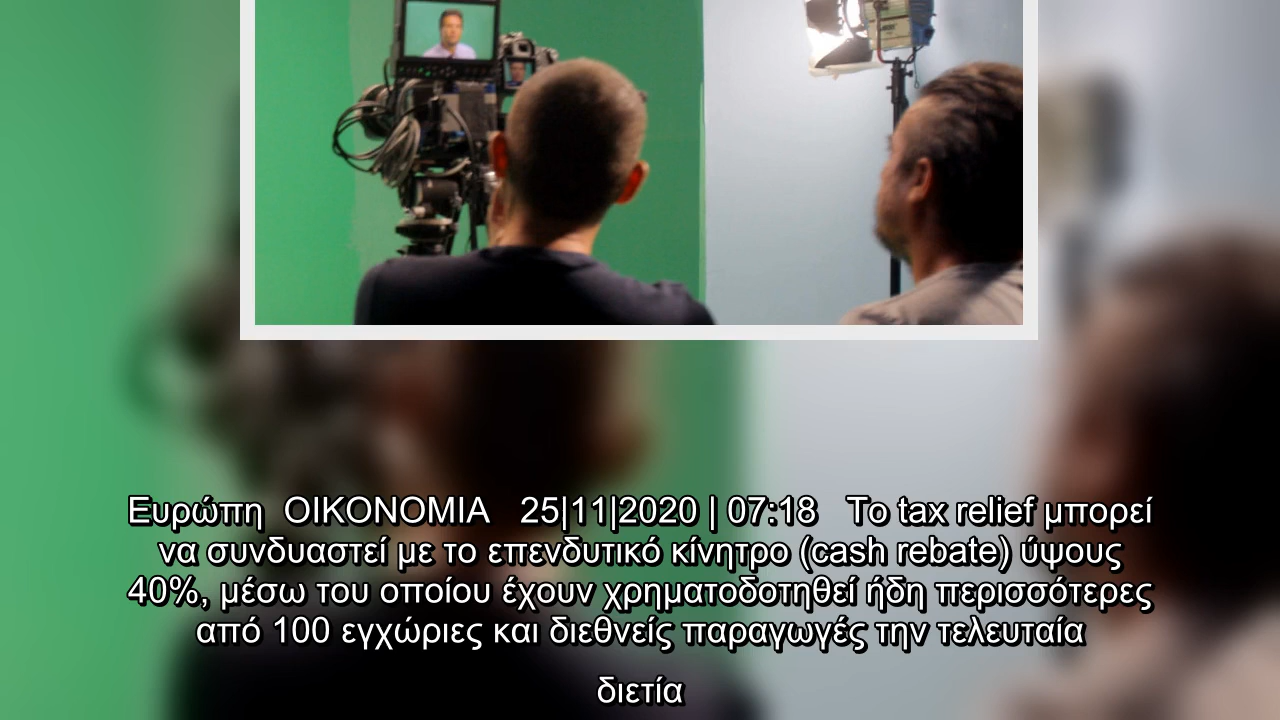 Ευρώπη  ΟΙΚΟΝΟΜΙΑ   25|11|2020 | 07:18   Το tax relief μπορεί
να συνδυαστεί με το επενδυτικό κίνητρο (cash rebate) ύψους
40%, μέσω του οποίου έχουν χρηματοδοτηθεί ήδη περισσότερες
από 100 εγχώριες και διεθνείς παραγωγές την τελευταία
διετία